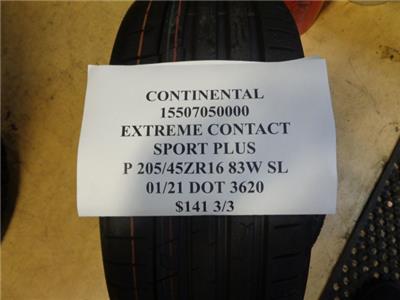 CONTINENTAL
15507050000
EXTREME CONTACT
SPORT PLUS
P 205/45ZR16 83W SL
01/21 DOT 3620
$141 3/3